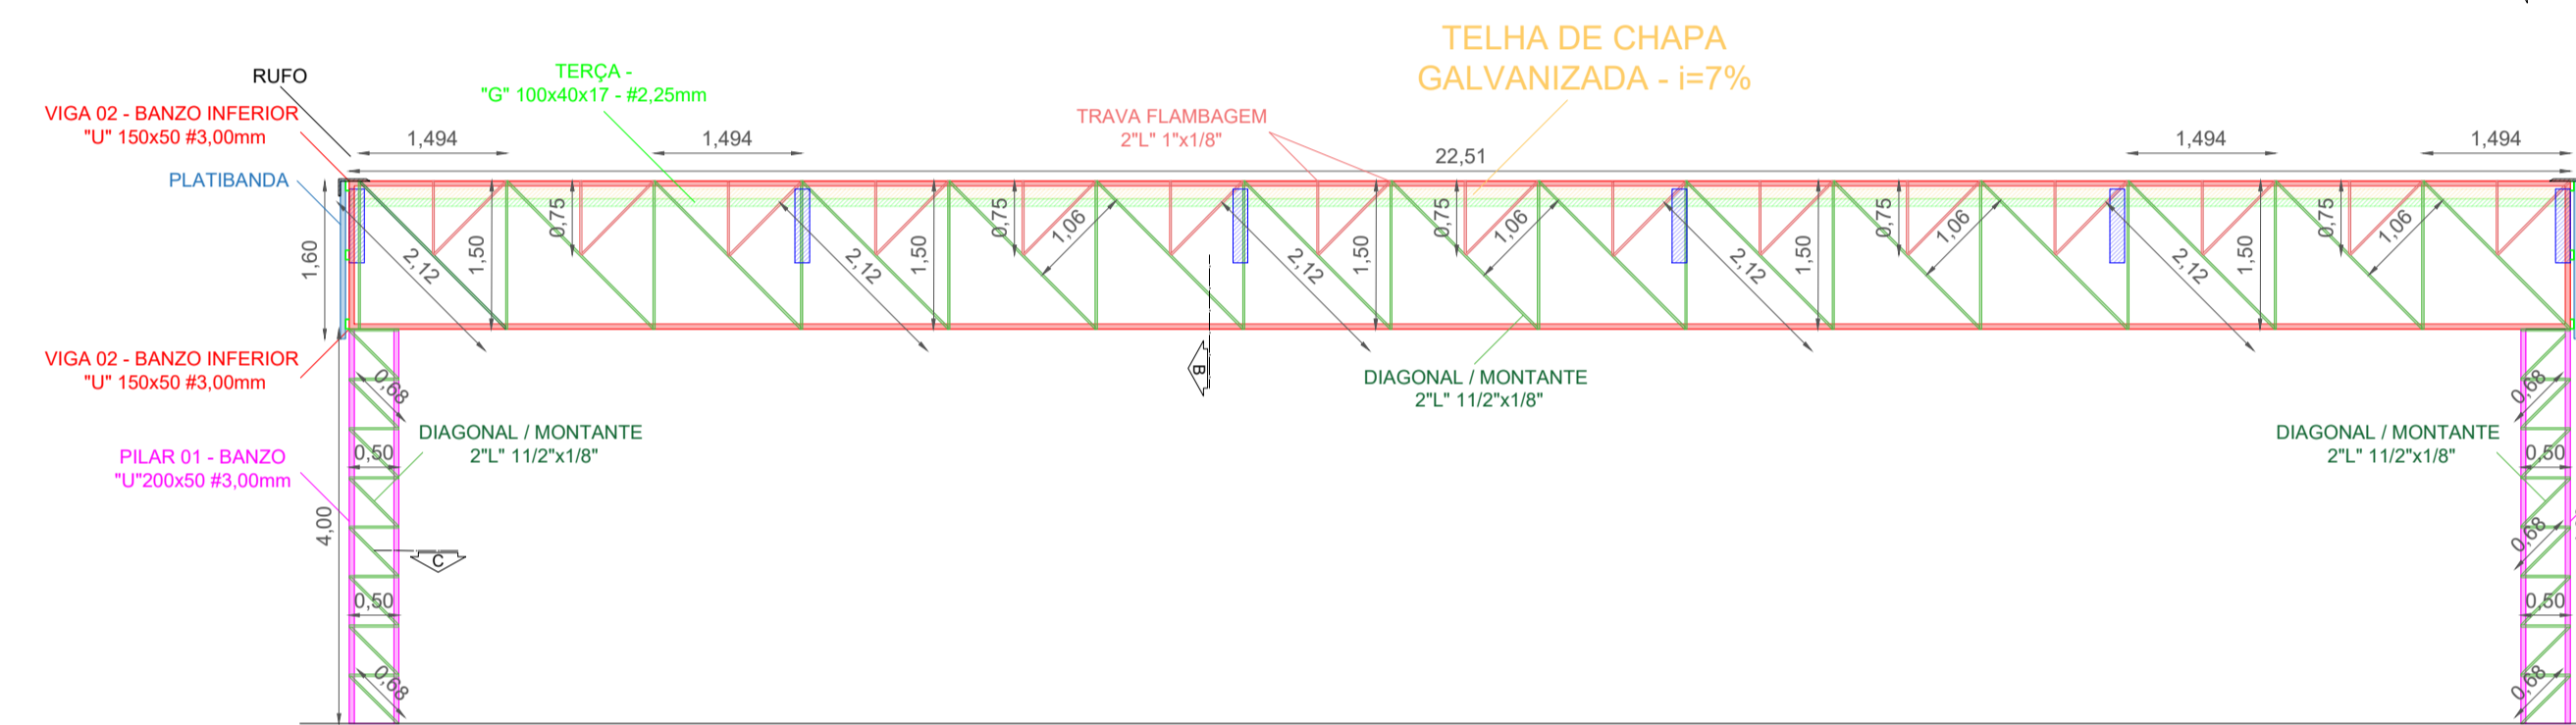 TELHA DE CHAPA
GALVANIZADA - i=7%
RUFO
TERÇA -
"G" 100x40x17 - #2,25mm
VIGA 02 - BANZO INFERIOR
"U" 150x50 #3,00mm
TRAVA FLAMBAGEM
2"L" 1"x1/8"
1,494
1,494
1,494
1,494
22,51
PLATIBANDA
1,60
2,12
1,50
0,75
2,12
1,50
0,75
1,06
2,12
1,50
0,75
1,06
2,12
1,50
0,75
1,06
2,12
1,50
0,75
1,06
VIGA 02 - BANZO INFERIOR
"U" 150x50 #3,00mm
B
DIAGONAL / MONTANTE
2"L" 11/2"x1/8"
0,68
0,68
DIAGONAL / MONTANTE
2"L" 11/2"x1/8"
DIAGONAL / MONTANTE
2"L" 11/2"x1/8"
PILAR 01 - BANZO
"U"200x50 #3,00mm
0,50
0,50
4,00
C
0,68
0,50
0,50
0,68
0,68